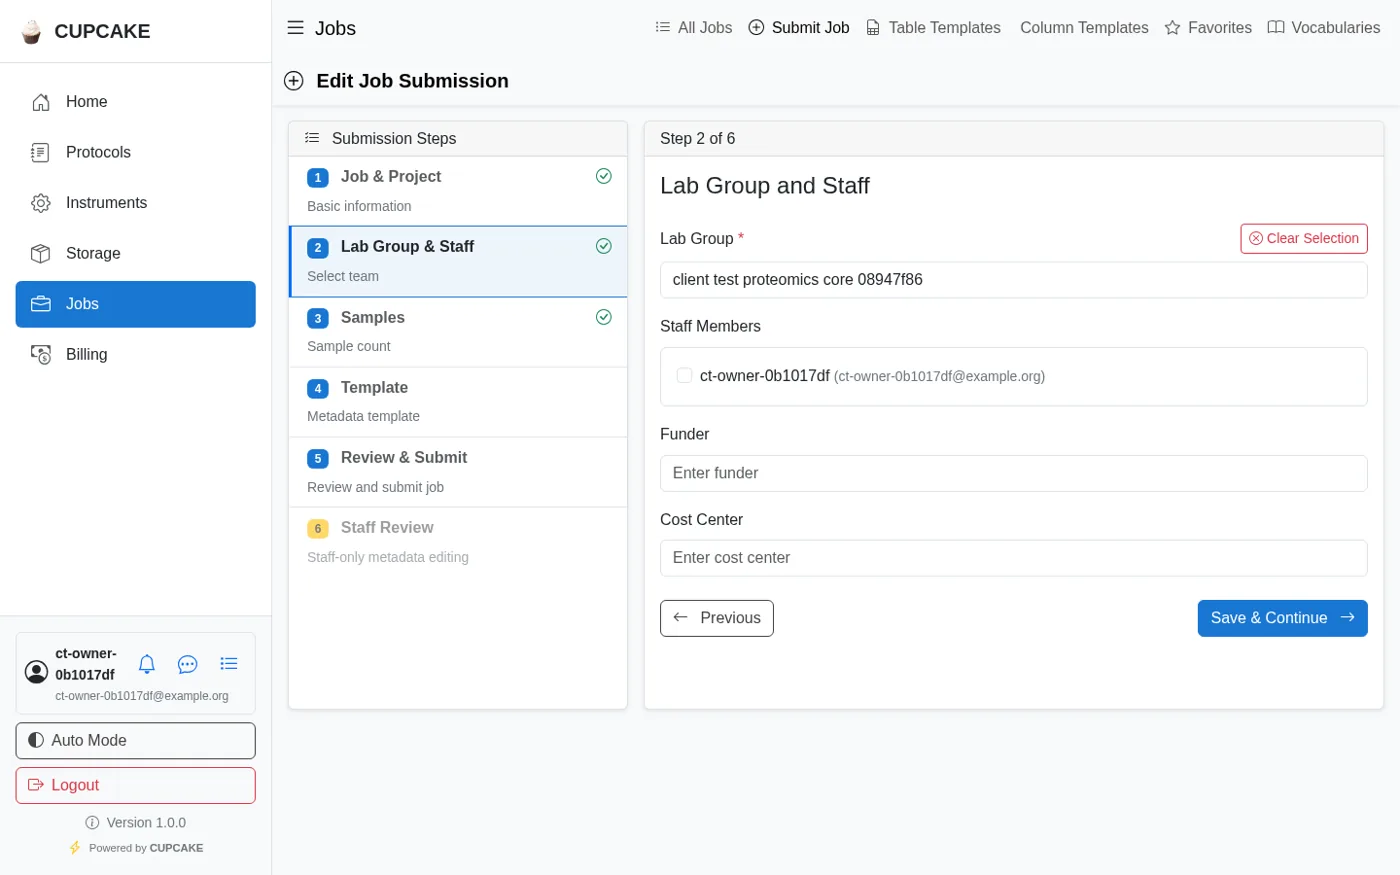 CUPCAKE
Home
Protocols
Instruments
Storage
Jobs
Billing
ct-owner-
0b1017df
ct-owner-0b1017df@example.org
Auto Mode
Logout
Version 1.0.0
Powered by CUPCAKE
Jobs
All Jobs
Submit Job
Table Templates
Column Templates
Favorites
Vocabularies
Edit Job Submission
Submission Steps
1 Job & Project
Basic information
2 Lab Group & Staff
Select team
3 Samples
Sample count
4 Template
Metadata template
5 Review & Submit
Review and submit job
6 Staff Review
Staff-only metadata editing
Step 2 of 6
Lab Group and Staff
Lab Group *
Clear Selection
client test proteomics core 08947f86
Staff Members
ct-owner-0b1017df (ct-owner-0b1017df@example.org)
Funder
Enter funder
Cost Center
Enter cost center
Previous
Save & Continue